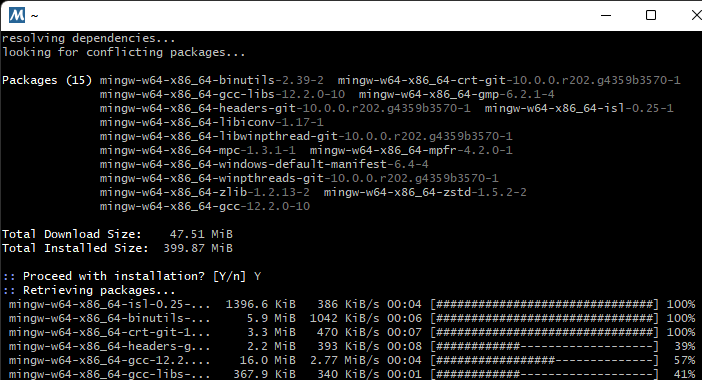 ~
resolving dependencies...
looking for conflicting packages...
Packages (15) mingw-w64-x86_64-binutils-2.39-2 mingw-w64-x86_64-crt-git-10.0.0.r202.g4359b3570-1
mingw-w64-x86_64-gcc-libs-12.2.0-10 mingw-w64-x86_64-gmp-6.2.1-4
mingw-w64-x86_64-headers-git-10.0.0.r202.g4359b3570-1 mingw-w64-x86_64-isl-0.25-1
mingw-w64-x86_64-libiconv-1.17-1
mingw-w64-x86_64-libwinpthread-git-10.0.0.r202.g4359b3570-1
mingw-w64-x86_64-mpc-1.3.1-1 mingw-w64-x86_64-mpfr-4.2.0-1
mingw-w64-x86_64-windows-default-manifest-6.4-4
mingw-w64-x86_64-winpthreads-git-10.0.0.r202.g4359b3570-1
mingw-w64-x86_64-zlib-1.2.13-2 mingw-w64-x86_64-zstd-1.5.2-2
mingw-w64-x86_64-gcc-12.2.0-10
Total Download Size: 47.51 MiB
Total Installed Size: 399.87 MiB
:: Proceed with installation? [Y/n] Y
:: Retrieving packages...
mingw-w64-x86_64-isl-0.25-... 1396.6 KiB 386 KiB/s 00:04 [###############################] 100%
mingw-w64-x86_64-binutils-... 5.9 MiB 1042 KiB/s 00:06 [###############################] 100%
mingw-w64-x86_64-crt-git-1... 3.3 MiB 470 KiB/s 00:07 [###############################] 100%
mingw-w64-x86_64-headers-g... 2.2 MiB 393 KiB/s 00:08 [############-------------------] 39%
mingw-w64-x86_64-gcc-12.2.... 16.0 MiB 2.77 MiB/s 00:04 [#################--------------] 57%
mingw-w64-x86_64-gcc-libs-... 367.9 KiB 340 KiB/s 00:01 [############-------------------] 41%